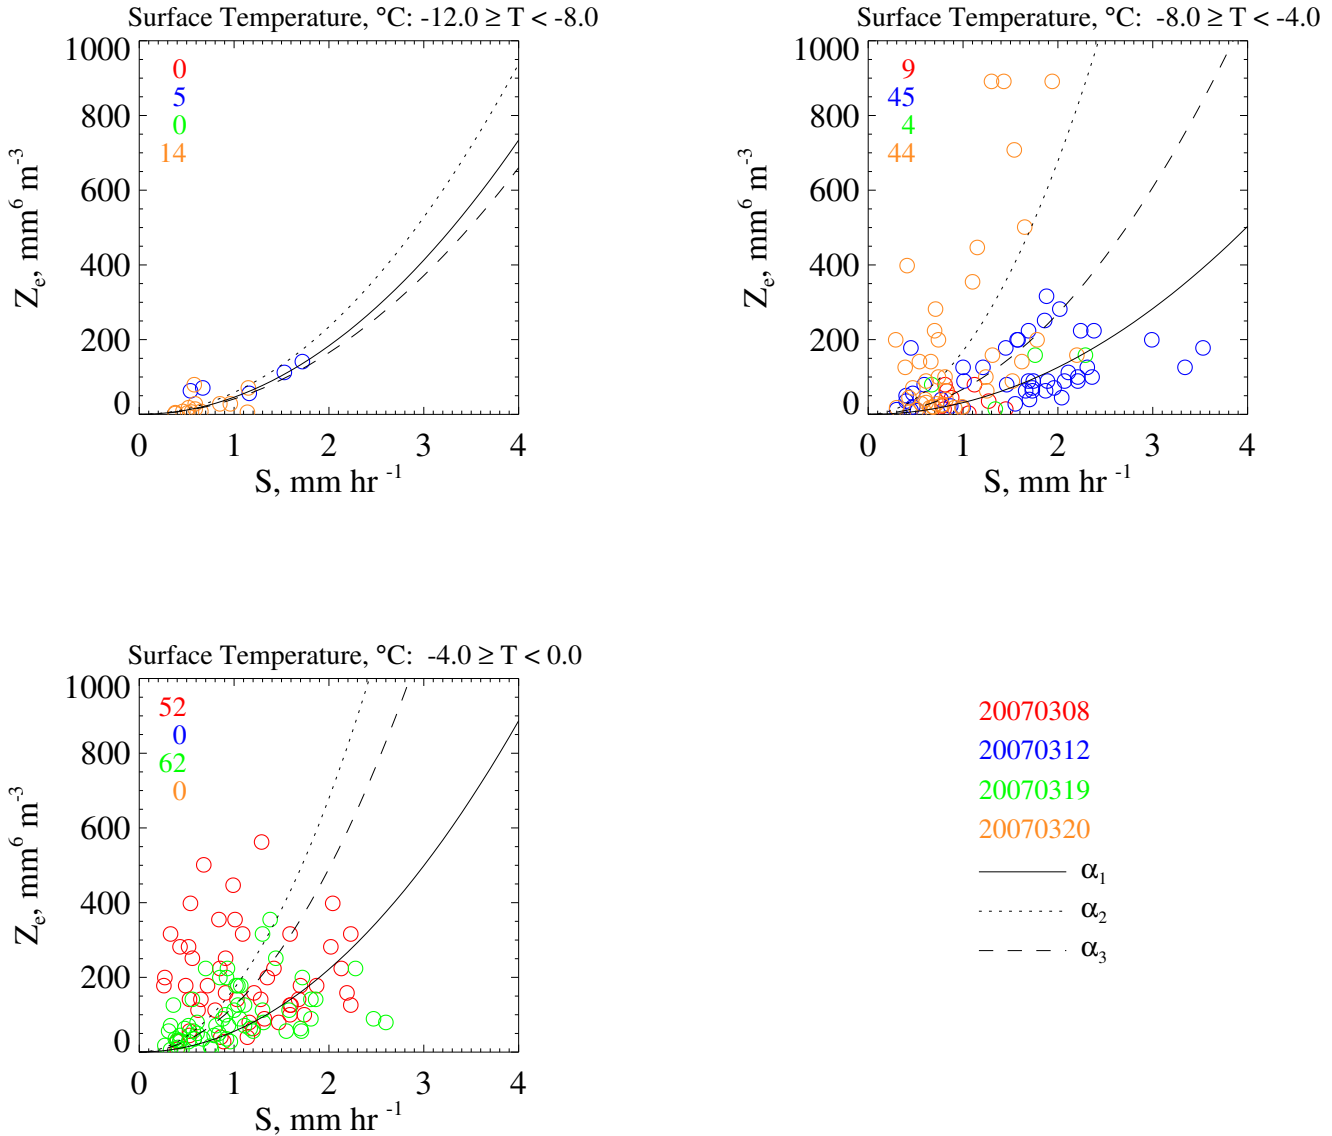 Surface Temperature, °C: -12.0 ≥ T < -8.0
1000
800
600
400
200
0
Z_e, mm^6 m^-3
0
5
0
14
0 1 2 3 4
S, mm hr^-1
Surface Temperature, °C: -8.0 ≥ T < -4.0
1000
800
600
400
200
0
Z_e, mm^6 m^-3
9
45
4
44
0 1 2 3 4
S, mm hr^-1
Surface Temperature, °C: -4.0 ≥ T < 0.0
1000
800
600
400
200
0
Z_e, mm^6 m^-3
52
0
62
0
0 1 2 3 4
S, mm hr^-1
20070308
20070312
20070319
20070320
α_1
α_2
α_3